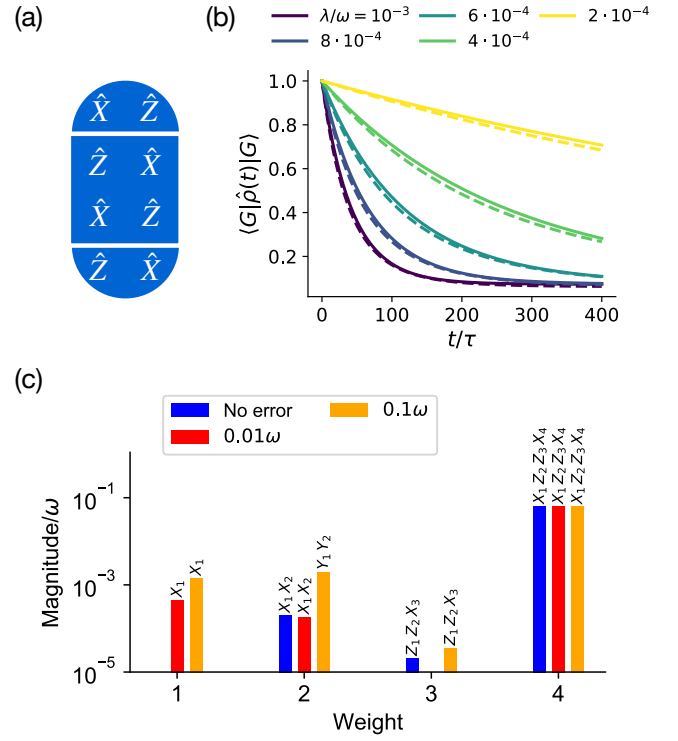 (a)
X̂ Ẑ
Ẑ X̂
X̂ Ẑ
Ẑ X̂
(b)
λ/ω = 10⁻³
6 · 10⁻⁴
2 · 10⁻⁴
8 · 10⁻⁴
4 · 10⁻⁴
⟨G|ρ̂(t)|G⟩
1.0
0.8
0.6
0.4
0.2
0
100
200
300
400
t/τ
(c)
No error
0.1ω
0.01ω
Magnitude/ω
10⁻¹
10⁻³
10⁻⁵
X₁
X₁
X₁X₂
X₁X₂
Y₁Y₂
Z₁Z₂X₃
Z₁Z₂X₃
X₁Z₂Z₃X₄
X₁Z₂Z₃X₄
X₁Z₂Z₃X₄
1
2
3
4
Weight